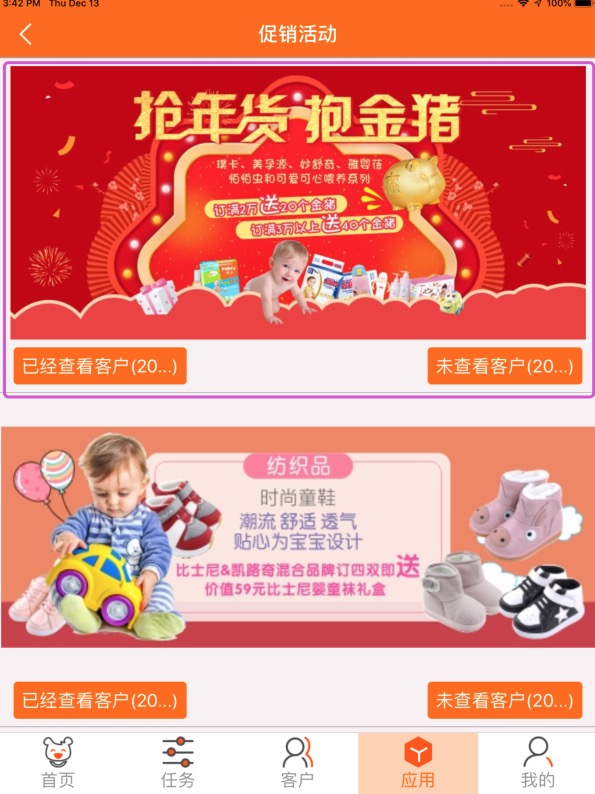 3:42 PM Thu Dec 13
100%
促销活动
抢年货 抱金猪
璞卡、美孚源、妙舒奇、雅婴蓓
怕怕虫和可爱可心喂养系列
订满2万送20个金猪
订满3万以上送40个金猪
已经查看客户(20...)
未查看客户(20...)
纺织品
时尚童鞋
潮流 舒适 透气
贴心为宝宝设计
比士尼&凯路奇混合品牌订四双即送
价值59元比士尼婴童袜礼盒
已经查看客户(20...)
未查看客户(20...)
首页
任务
客户
应用
我的